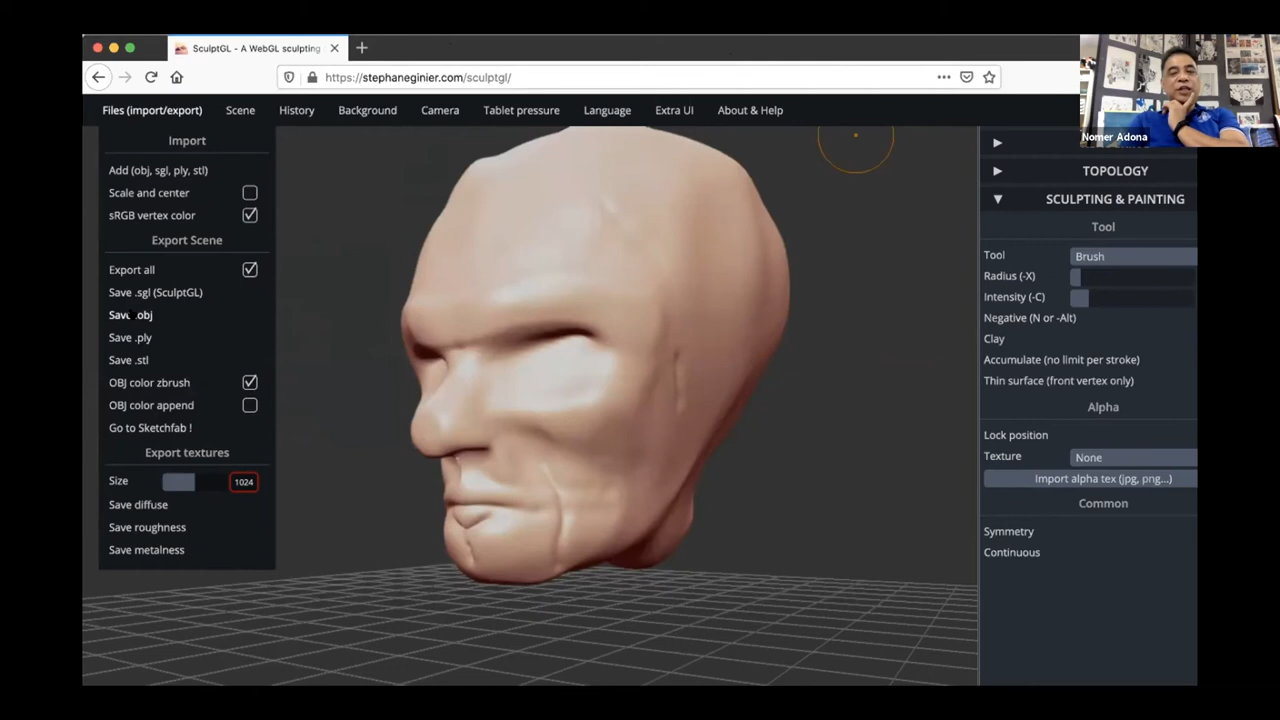 SculptGL - A WebGL sculpting
https://stephaneginier.com/sculptgl/
Nomer Adona
Files (import/export) Scene History Background Camera Tablet pressure Language Extra UI About & Help
Import
Add (obj, sgl, ply, stl)
Scale and center
sRGB vertex color
Export Scene
Export all
Save .sgl (SculptGL)
Save .obj
Save .ply
Save .stl
OBJ color zbrush
OBJ color append
Go to Sketchfab !
Export textures
Size 1024
Save diffuse
Save roughness
Save metalness
TOPOLOGY
SCULPTING & PAINTING
Tool
Tool Brush
Radius (-X)
Intensity (-C)
Negative (N or -Alt)
Clay
Accumulate (no limit per stroke)
Thin surface (front vertex only)
Alpha
Lock position
Texture None
Import alpha tex (jpg, png...)
Common
Symmetry
Continuous